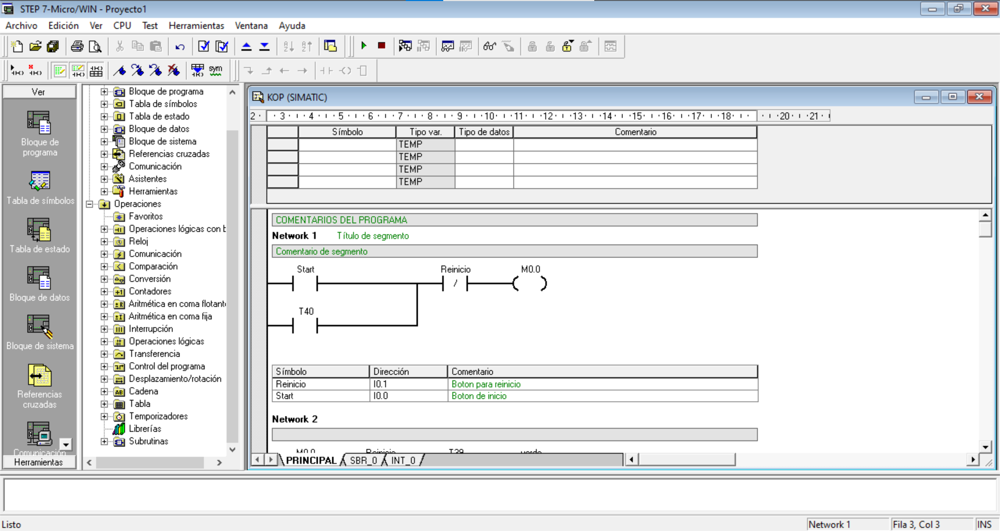 STEP 7-Micro/WIN - Proyecto1
Archivo Edición Ver CPU Test Herramientas Ventana Ayuda
sym
Ver
Bloque de programa
Tabla de símbolos
Tabla de estado
Bloque de datos
Bloque de sistema
Referencias cruzadas
Comunicación
Herramientas
Bloque de programa
Tabla de símbolos
Tabla de estado
Bloque de datos
Bloque de sistema
Referencias cruzadas
Comunicación
Asistentes
Herramientas
Operaciones
Favoritos
Operaciones lógicas con b
Reloj
Comunicación
Comparación
Conversión
Contadores
Aritmética en coma flotant
Aritmética en coma fija
Interrupción
Operaciones lógicas
Transferencia
Control del programa
Desplazamiento/rotación
Cadena
Tabla
Temporizadores
Librerías
Subrutinas
KOP (SIMATIC)
2 3 4 5 6 7 8 9 10 11 12 13 14 15 16 17 18 20 21
Símbolo Tipo var. Tipo de datos Comentario
TEMP
TEMP
TEMP
TEMP
COMENTARIOS DEL PROGRAMA
Network 1 Título de segmento
Comentario de segmento
Start Reinicio M0.0
/
T40
Símbolo Dirección Comentario
Reinicio I0.1 Boton para reinicio
Start I0.0 Boton de inicio
Network 2
M0.0 Reinicio T39 verde
PRINCIPAL SBR_0 INT_0
Listo
Network 1 Fila 3, Col 3 INS